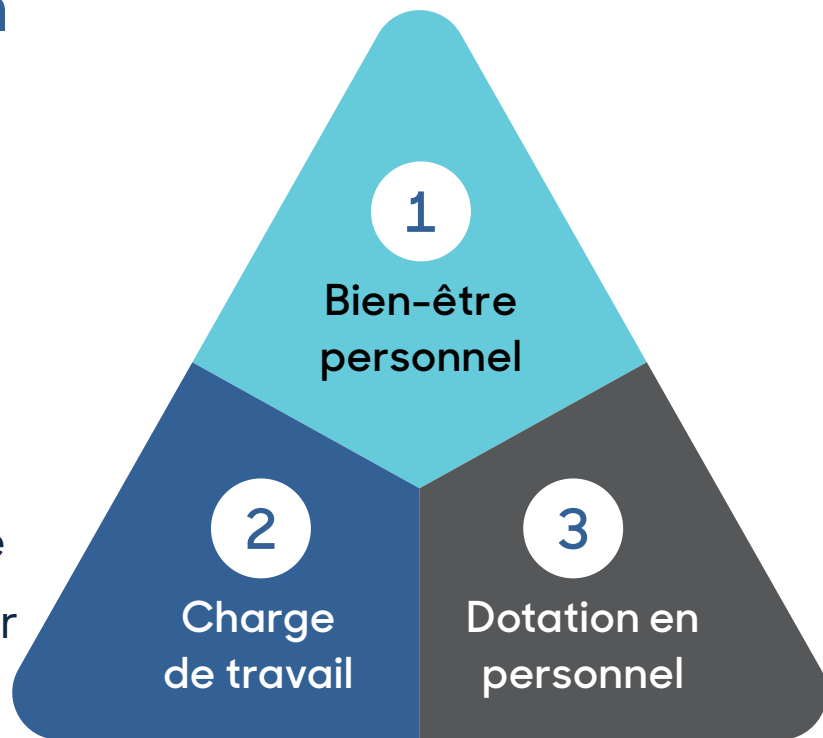 1
Bien-être
personnel
2
Charge
de travail
3
Dotation en
personnel